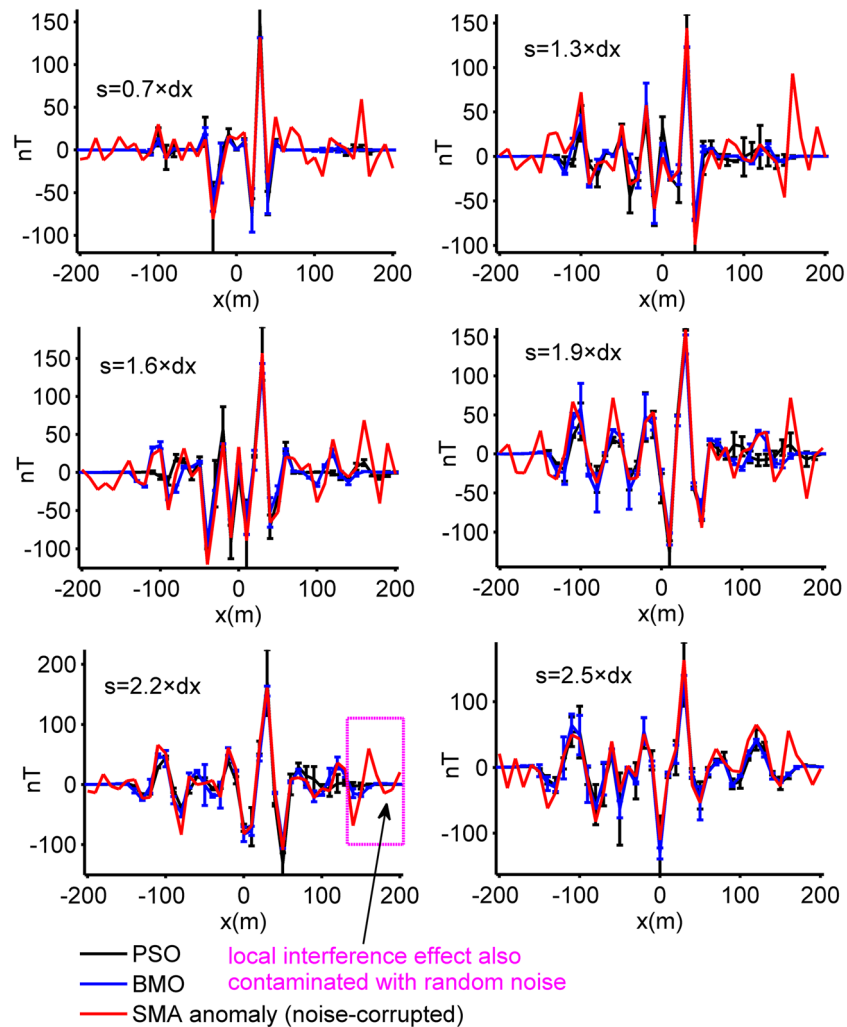 s=0.7×dx
nT
150
100
50
0
-50
-100
-200 -100 0 100 200
x(m)
s=1.3×dx
nT
150
100
50
0
-50
-100
-200 -100 0 100 200
x(m)
s=1.6×dx
nT
150
100
50
0
-50
-100
-200 -100 0 100 200
x(m)
s=1.9×dx
nT
150
100
50
0
-50
-100
-200 -100 0 100 200
x(m)
s=2.2×dx
nT
200
100
0
-100
-200 -100 0 100 200
x(m)
s=2.5×dx
nT
100
0
-100
-200 -100 0 100 200
x(m)
PSO
BMO
SMA anomaly (noise-corrupted)
local interference effect also
contaminated with random noise